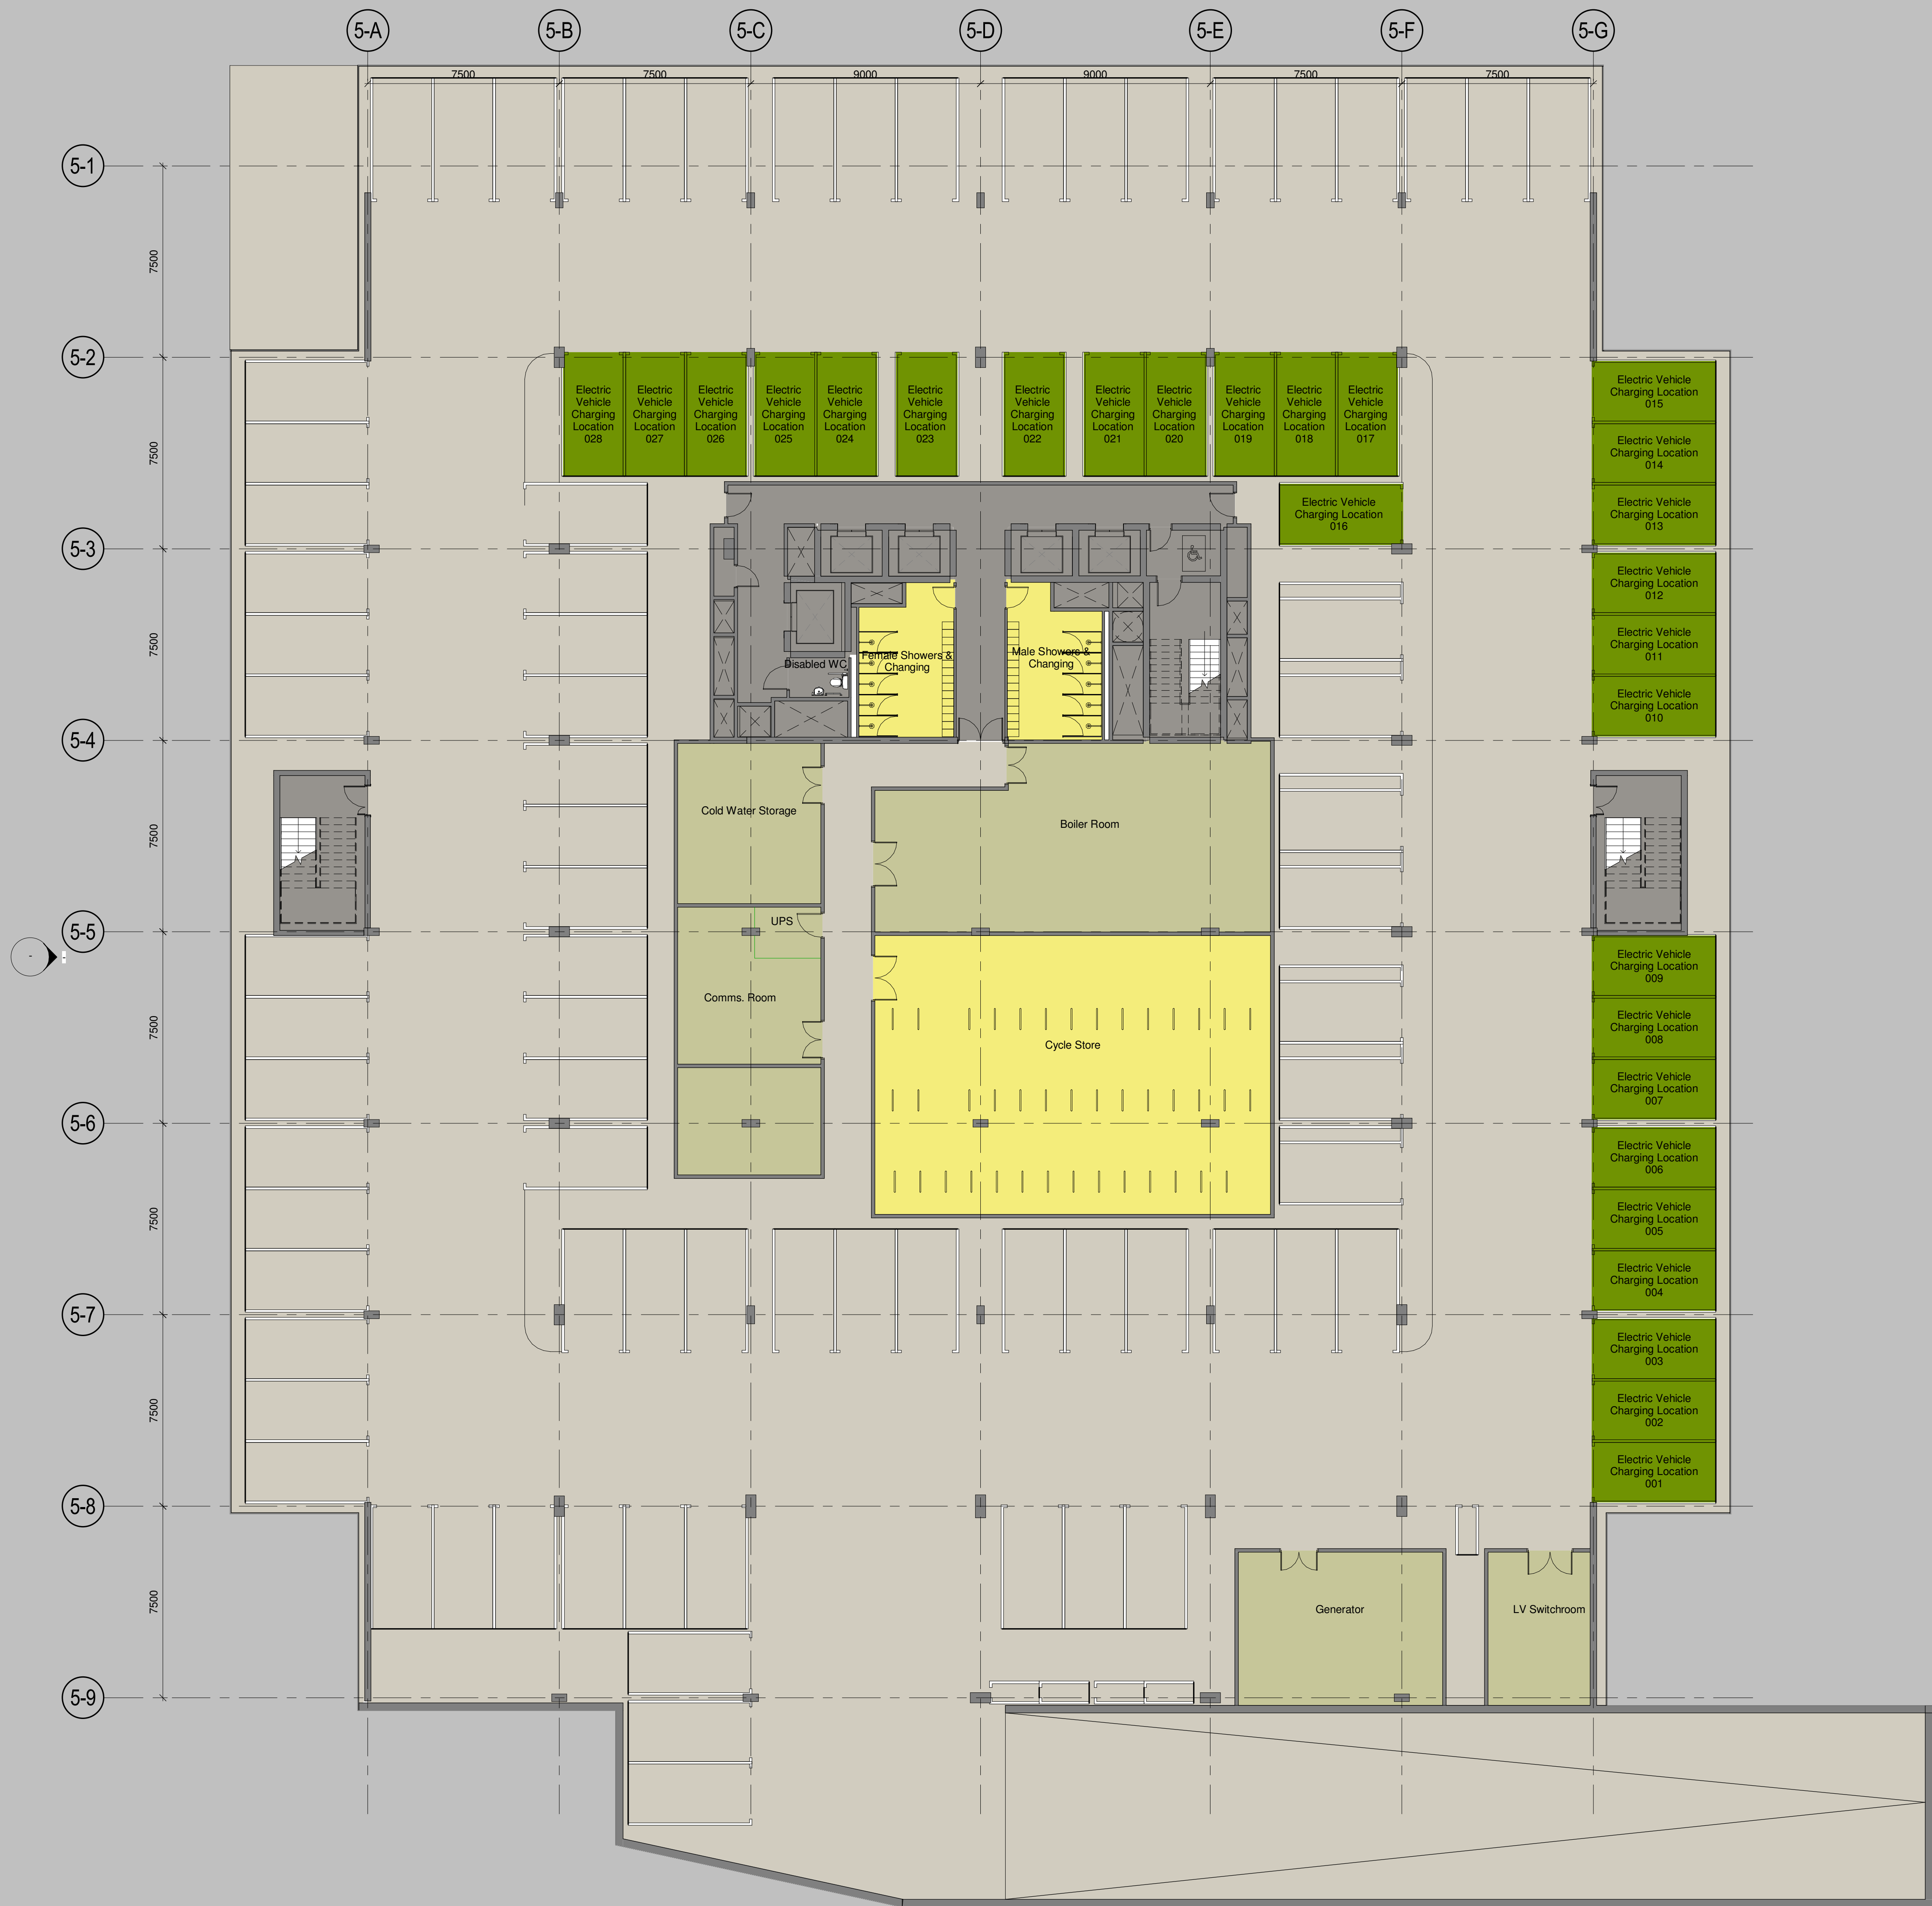 5-A
5-B
5-C
5-D
5-E
5-F
5-G
7500
7500
9000
9000
7500
7500
5-1
7500
5-2
Electric
Vehicle
Charging
Location
028
Electric
Vehicle
Charging
Location
027
Electric
Vehicle
Charging
Location
026
Electric
Vehicle
Charging
Location
025
Electric
Vehicle
Charging
Location
024
Electric
Vehicle
Charging
Location
023
Electric
Vehicle
Charging
Location
022
Electric
Vehicle
Charging
Location
021
Electric
Vehicle
Charging
Location
020
Electric
Vehicle
Charging
Location
019
Electric
Vehicle
Charging
Location
018
Electric
Vehicle
Charging
Location
017
Electric Vehicle
Charging Location
015
Electric Vehicle
Charging Location
014
7500
Electric Vehicle
Charging Location
016
Electric Vehicle
Charging Location
013
5-3
Electric Vehicle
Charging Location
012
7500
Disabled WC
Female Showers &
Changing
Male Showers &
Changing
Electric Vehicle
Charging Location
011
Electric Vehicle
Charging Location
010
5-4
7500
Cold Water Storage
Boiler Room
5-5
UPS
-
-
Electric Vehicle
Charging Location
009
Comms. Room
7500
Cycle Store
Electric Vehicle
Charging Location
008
Electric Vehicle
Charging Location
007
5-6
Electric Vehicle
Charging Location
006
7500
Electric Vehicle
Charging Location
005
Electric Vehicle
Charging Location
004
5-7
Electric Vehicle
Charging Location
003
7500
Electric Vehicle
Charging Location
002
Electric Vehicle
Charging Location
001
5-8
7500
Generator
LV Switchroom
5-9